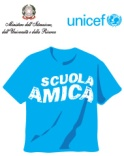 unicef
Ministero dell'Istruzione,
dell'Università e della Ricerca
SCUOLA
AMICA